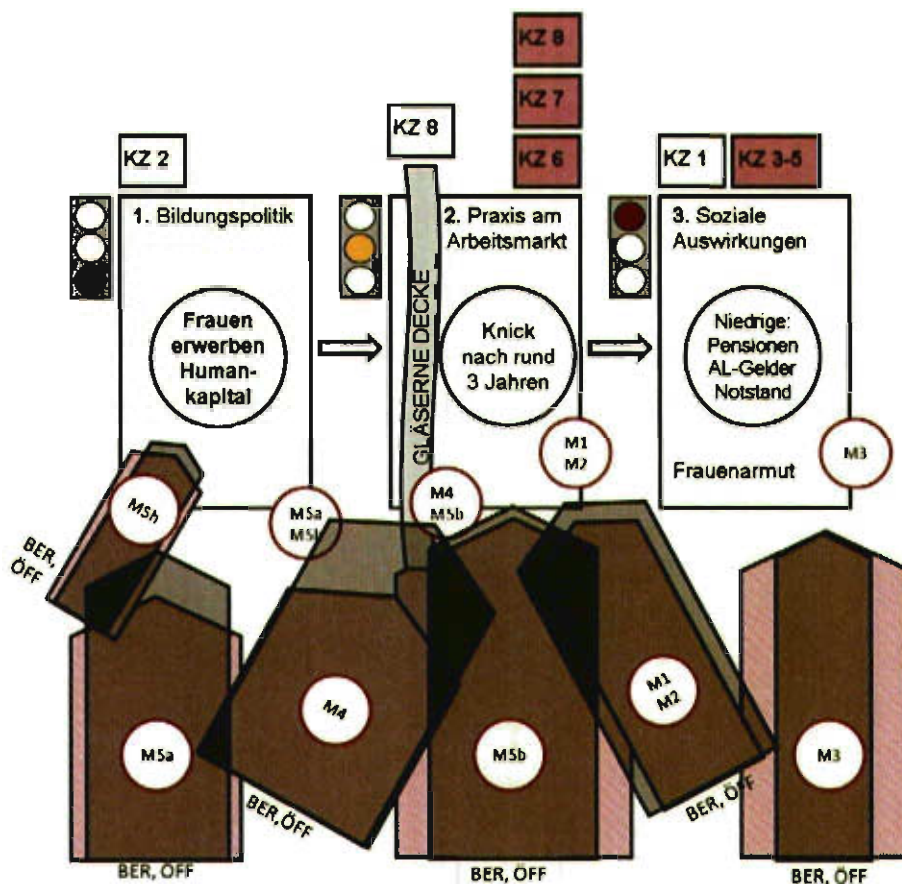 KZ 8
KZ 7
KZ 8
KZ 2
KZ 6
KZ 1
KZ 3-5
1. Bildungspolitik
2. Praxis am
Arbeitsmarkt
3. Soziale
Auswirkungen
Frauen
erwerben
Human-
kapital
GLÄSERNE DECKE
Knick
nach rund
3 Jahren
Niedrige:
Pensionen
AL-Gelder
Notstand
M1
M2
M3
Frauenarmut
M5h
M5a
M4
M5b
BER,
ÖFF
M4
M1
M2
M5a
M5b
M3
BER,ÖFF
BER, ÖFF
BER, ÖFF
BER, ÖFF
BER, ÖFF